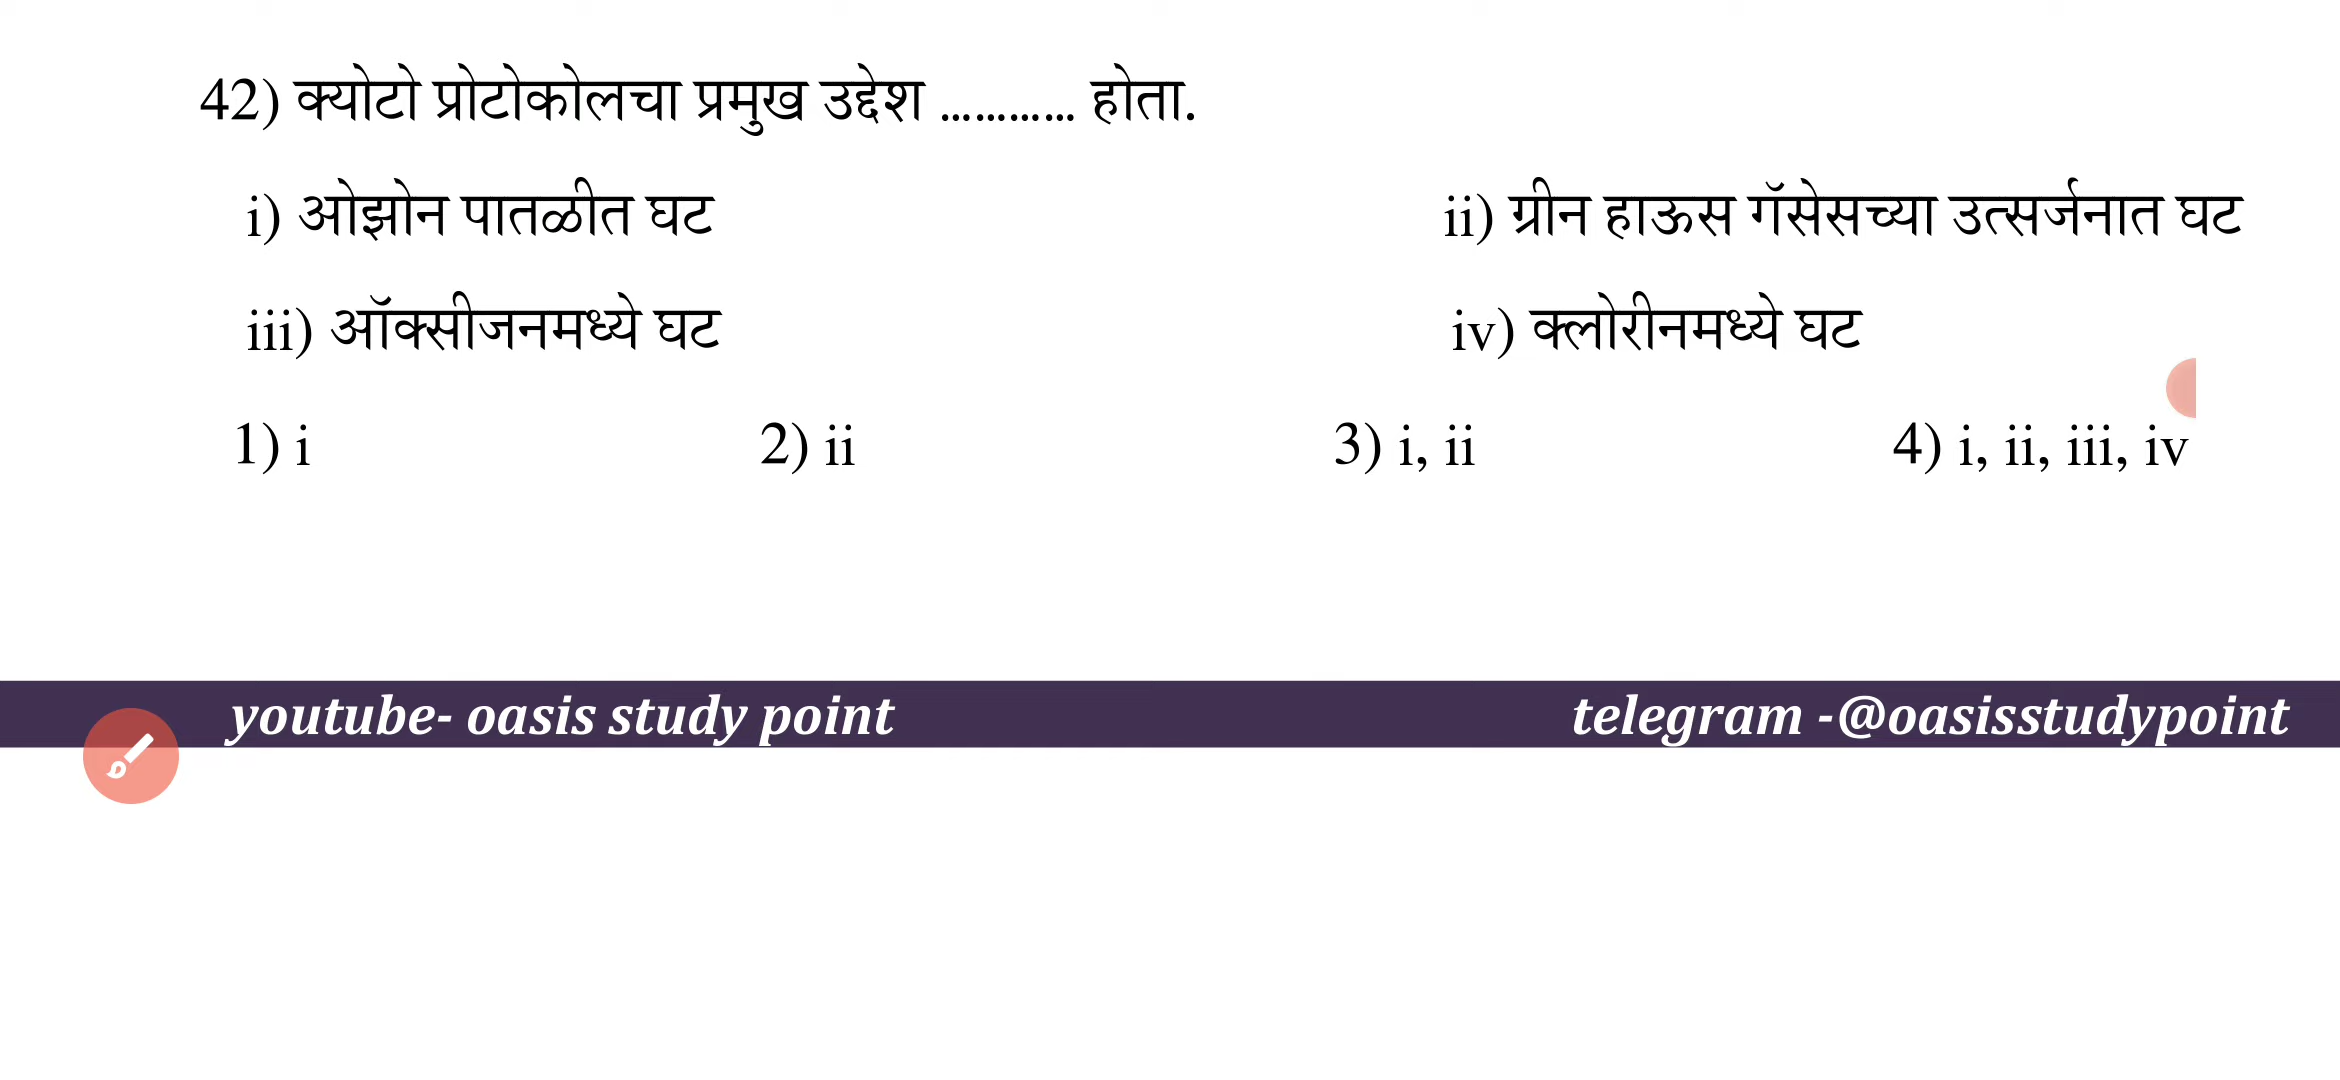 42) क्योटो प्रोटोकोलचा प्रमुख उद्देश ............ होता.
i) ओझोन पातळीत घट ii) ग्रीन हाऊस गॅसेसच्या उत्सर्जनात घट
iii) ऑक्सीजनमध्ये घट iv) क्लोरीनमध्ये घट
1) i 2) ii 3) i, ii 4) i, ii, iii, iv
youtube- oasis study point telegram -@oasisstudypoint